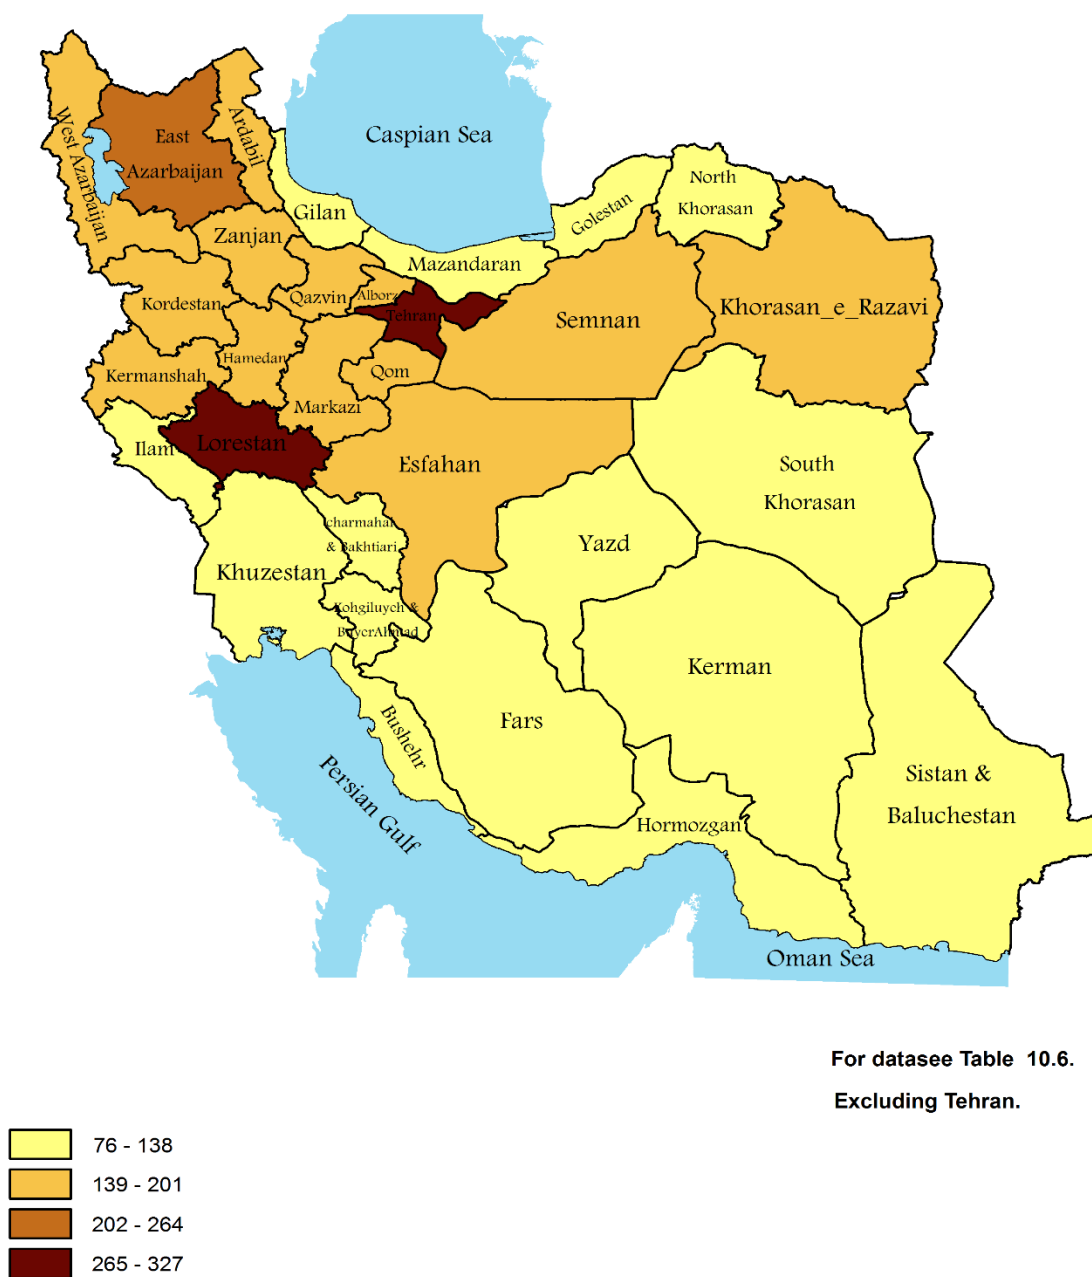 Caspian Sea
West Azarbaijan
East
Azarbaijan
Ardabil
Gilan
Zanjan
Mazandaran
Golestan
North
Khorasan
Kordestan
Qazvin
Alborz
Tehran
Semnan
Khorasan_e_Razavi
Kermanshah
Hamedan
Qom
Markazi
Ilam
Lorestan
Esfahan
South
Khorasan
charmahal
& Bakhtiari
Yazd
Khuzestan
Kohgiluych &
BuyerAhmad
Kerman
Fars
Bushehr
Persian Gulf
Sistan &
Baluchestan
Hormozgan
Oman Sea
For datasee Table 10.6.
Excluding Tehran.
76 - 138
139 - 201
202 - 264
265 - 327